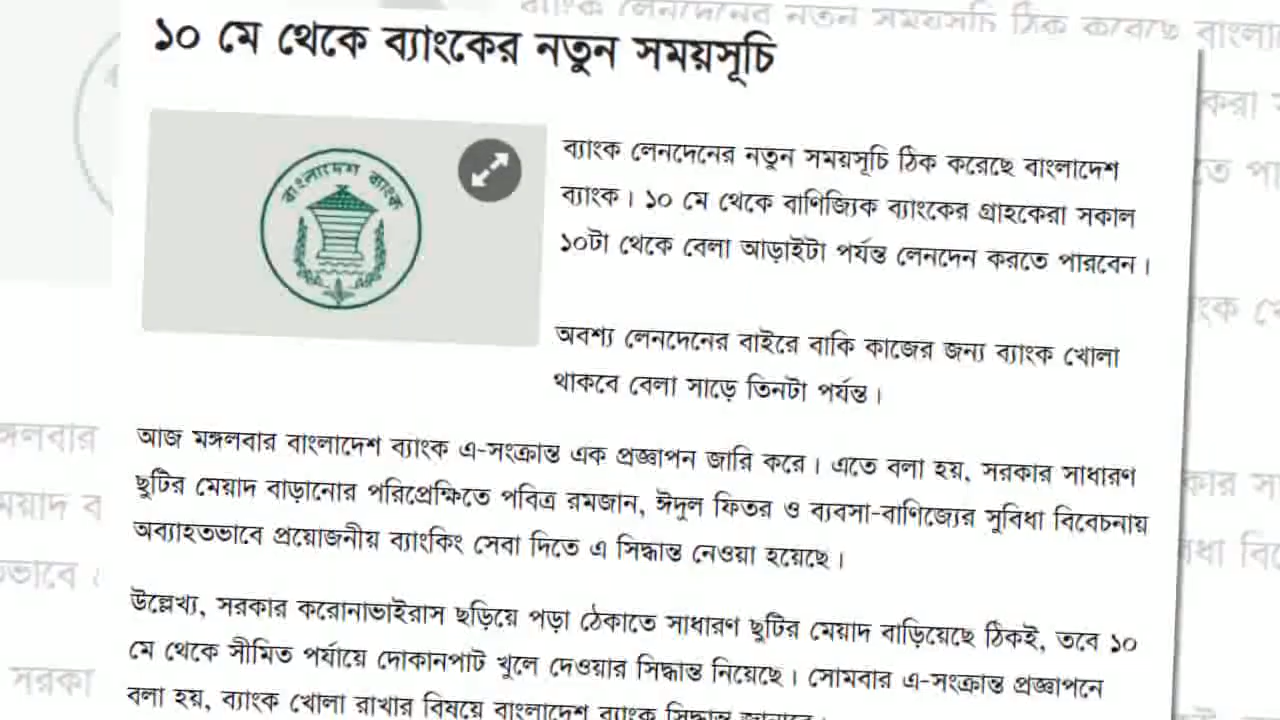 ১০ মে থেকে ব্যাংকের নতুন সময়সূচি
বাংলাদেশ ব্যাংক
ব্যাংক লেনদেনের নতুন সময়সূচি ঠিক করেছে বাংলাদেশ
ব্যাংক। ১০ মে থেকে বাণিজ্যিক ব্যাংকের গ্রাহকেরা সকাল
১০টা থেকে বেলা আড়াইটা পর্যন্ত লেনদেন করতে পারবেন।
অবশ্য লেনদেনের বাইরে বাকি কাজের জন্য ব্যাংক খোলা
থাকবে বেলা সাড়ে তিনটা পর্যন্ত।
আজ মঙ্গলবার বাংলাদেশ ব্যাংক এ-সংক্রান্ত এক প্রজ্ঞাপন জারি করে। এতে বলা হয়, সরকার সাধারণ
ছুটির মেয়াদ বাড়ানোর পরিপ্রেক্ষিতে পবিত্র রমজান, ঈদুল ফিতর ও ব্যবসা-বাণিজ্যের সুবিধা বিবেচনায়
অব্যাহতভাবে প্রয়োজনীয় ব্যাংকিং সেবা দিতে এ সিদ্ধান্ত নেওয়া হয়েছে।
উল্লেখ্য, সরকার করোনাভাইরাস ছড়িয়ে পড়া ঠেকাতে সাধারণ ছুটির মেয়াদ বাড়িয়েছে ঠিকই, তবে ১০
মে থেকে সীমিত পর্যায়ে দোকানপাট খুলে দেওয়ার সিদ্ধান্ত নিয়েছে। সোমবার এ-সংক্রান্ত প্রজ্ঞাপনে
বলা হয়, ব্যাংক খোলা রাখার বিষয়ে বাংলাদেশ ব্যাংক সিদ্ধান্ত